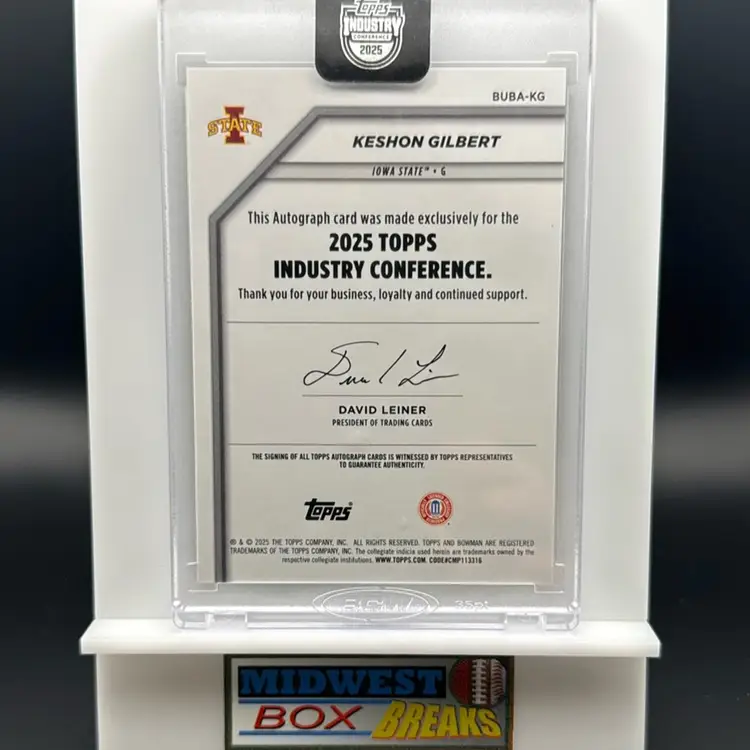 Topps
INDUSTRY
CONFERENCE
2025
BUBA-KG
I
STATE
KESHON GILBERT
IOWA STATE™ • G
This Autograph card was made exclusively for the
2025 TOPPS
INDUSTRY CONFERENCE.
Thank you for your business, loyalty and continued support.
DAVID LEINER
PRESIDENT OF TRADING CARDS
THE SIGNING OF ALL TOPPS AUTOGRAPH CARDS IS WITNESSED BY TOPPS REPRESENTATIVES
TO GUARANTEE AUTHENTICITY.
Topps®
® & © 2025 THE TOPPS COMPANY, INC. ALL RIGHTS RESERVED. TOPPS AND BOWMAN ARE REGISTERED
TRADEMARKS OF THE TOPPS COMPANY, INC. The collegiate indicia used herein are trademarks owned by the
respective collegiate institutions. WWW.TOPPS.COM. CODE#CMP113316
35pt
MIDWEST
BOX BREAKS